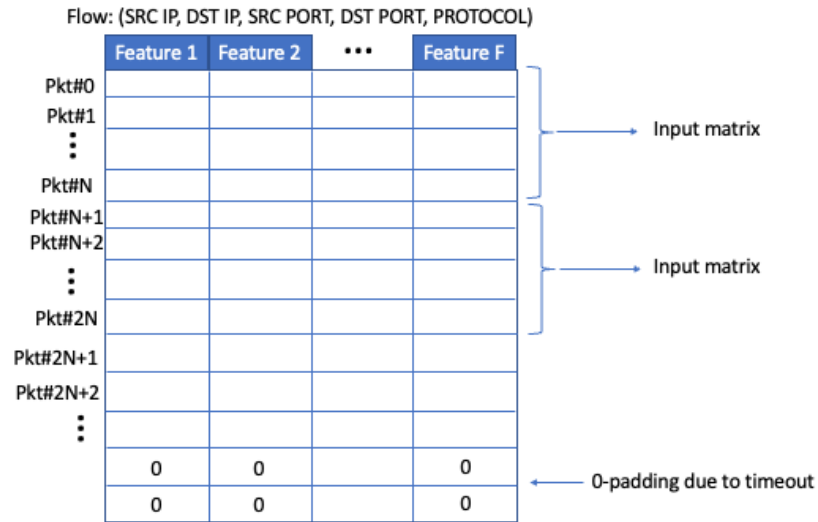 Flow: (SRC IP, DST IP, SRC PORT, DST PORT, PROTOCOL)
Feature 1 Feature 2 ••• Feature F
Pkt#0
Pkt#1
Input matrix
Pkt#N
Pkt#N+1
Pkt#N+2
Input matrix
Pkt#2N
Pkt#2N+1
Pkt#2N+2
0 0 0
0-padding due to timeout
0 0 0